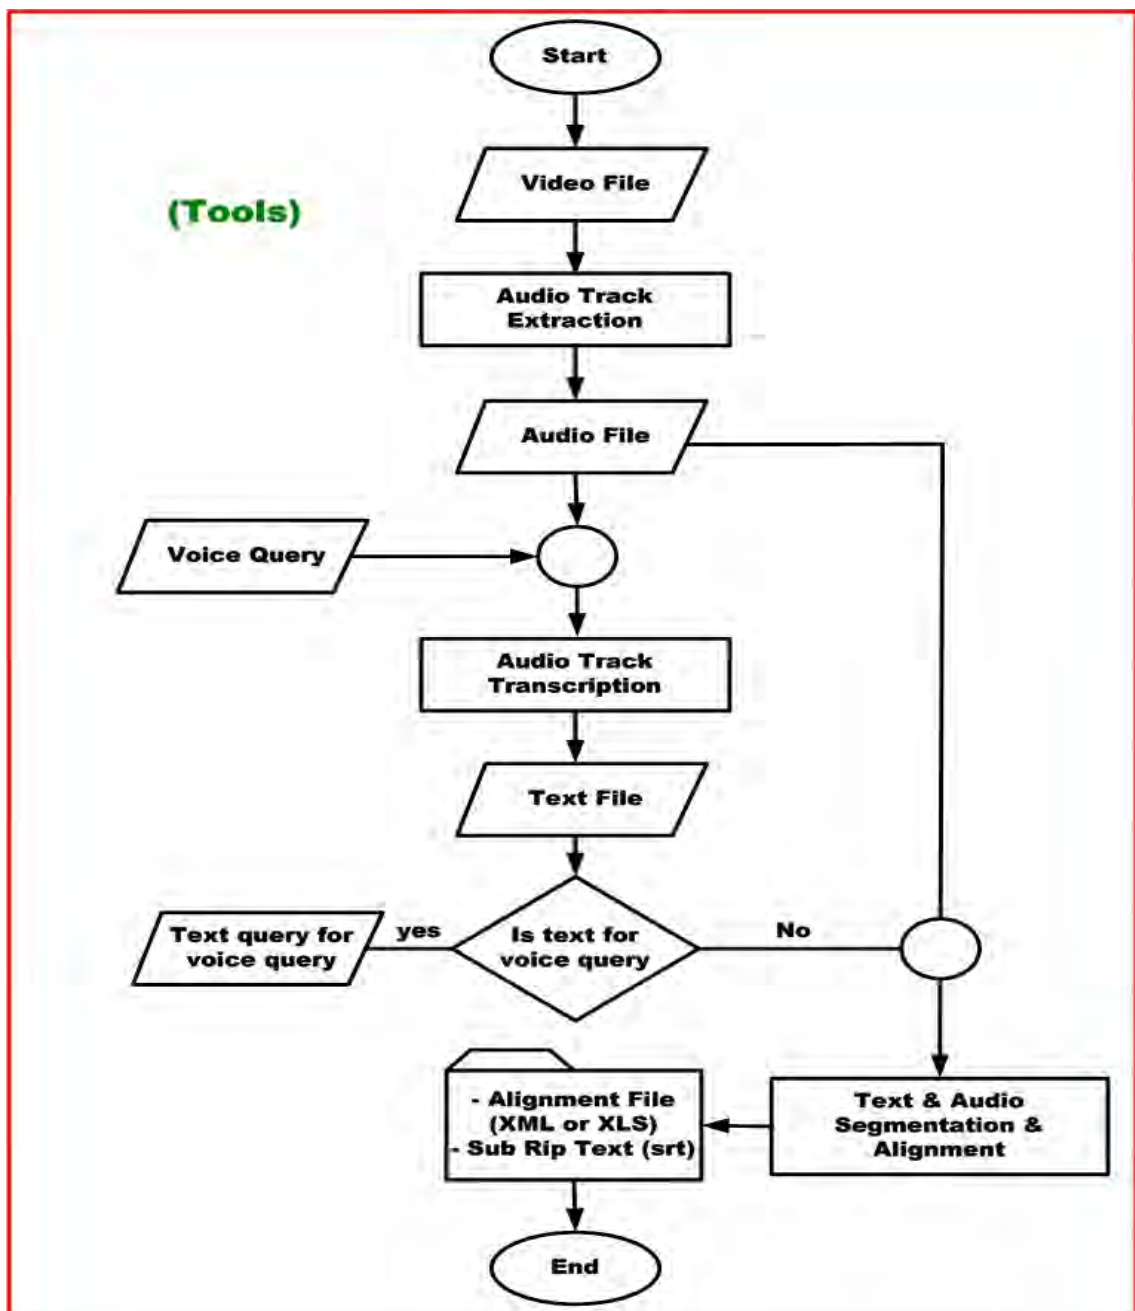 Start
Video File
(Tools)
Audio Track
Extraction
Audio File
Voice Query
Audio Track
Transcription
Text File
Text query for
voice query
yes
Is text for
voice query
No
- Alignment File
(XML or XLS)
- Sub Rip Text (srt)
Text & Audio
Segmentation &
Alignment
End